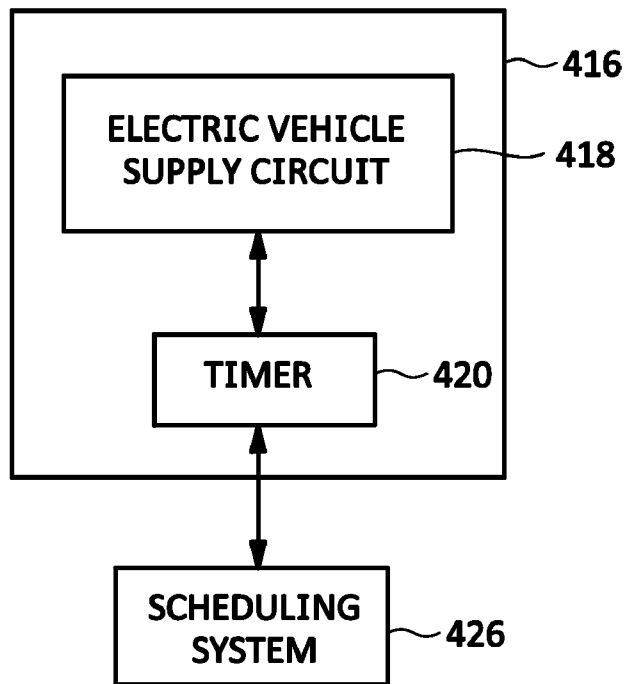 416
ELECTRIC VEHICLE
SUPPLY CIRCUIT
418
TIMER
420
SCHEDULING
SYSTEM
426